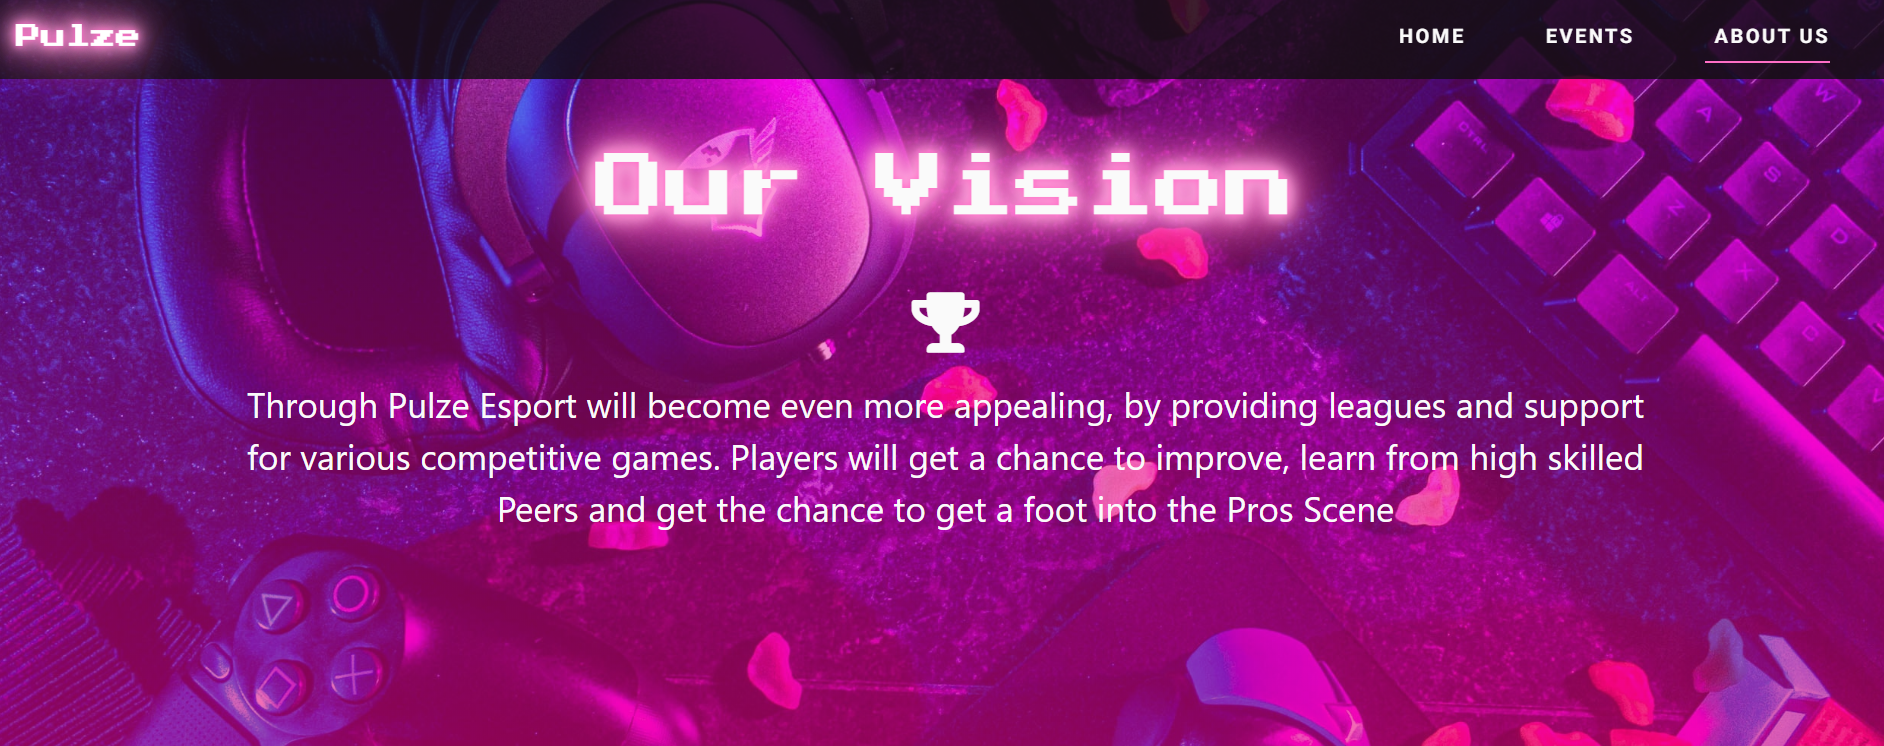 Pulze
HOME EVENTS ABOUT US
Our Vision
Through Pulze Esport will become even more appealing, by providing leagues and support
for various competitive games. Players will get a chance to improve, learn from high skilled
Peers and get the chance to get a foot into the Pros Scene
CTRL
A
W
S
Z
D
ALT
X
C
V